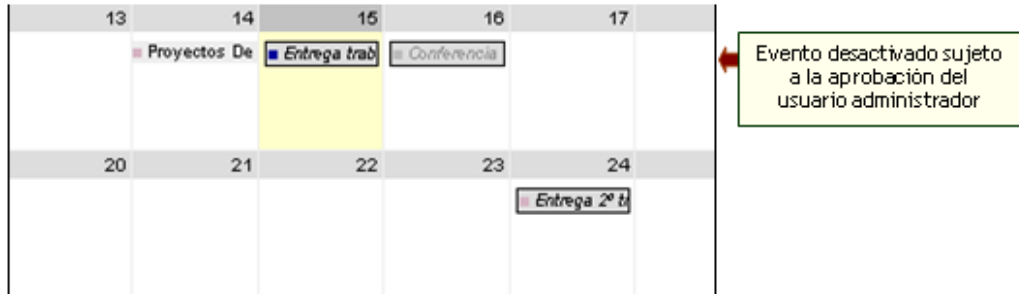 13 14 15 16 17
Proyectos De Entrega trab Conferencia
Evento desactivado sujeto
a la aprobación del
usuario administrador
20 21 22 23 24
Entrega 2º tr